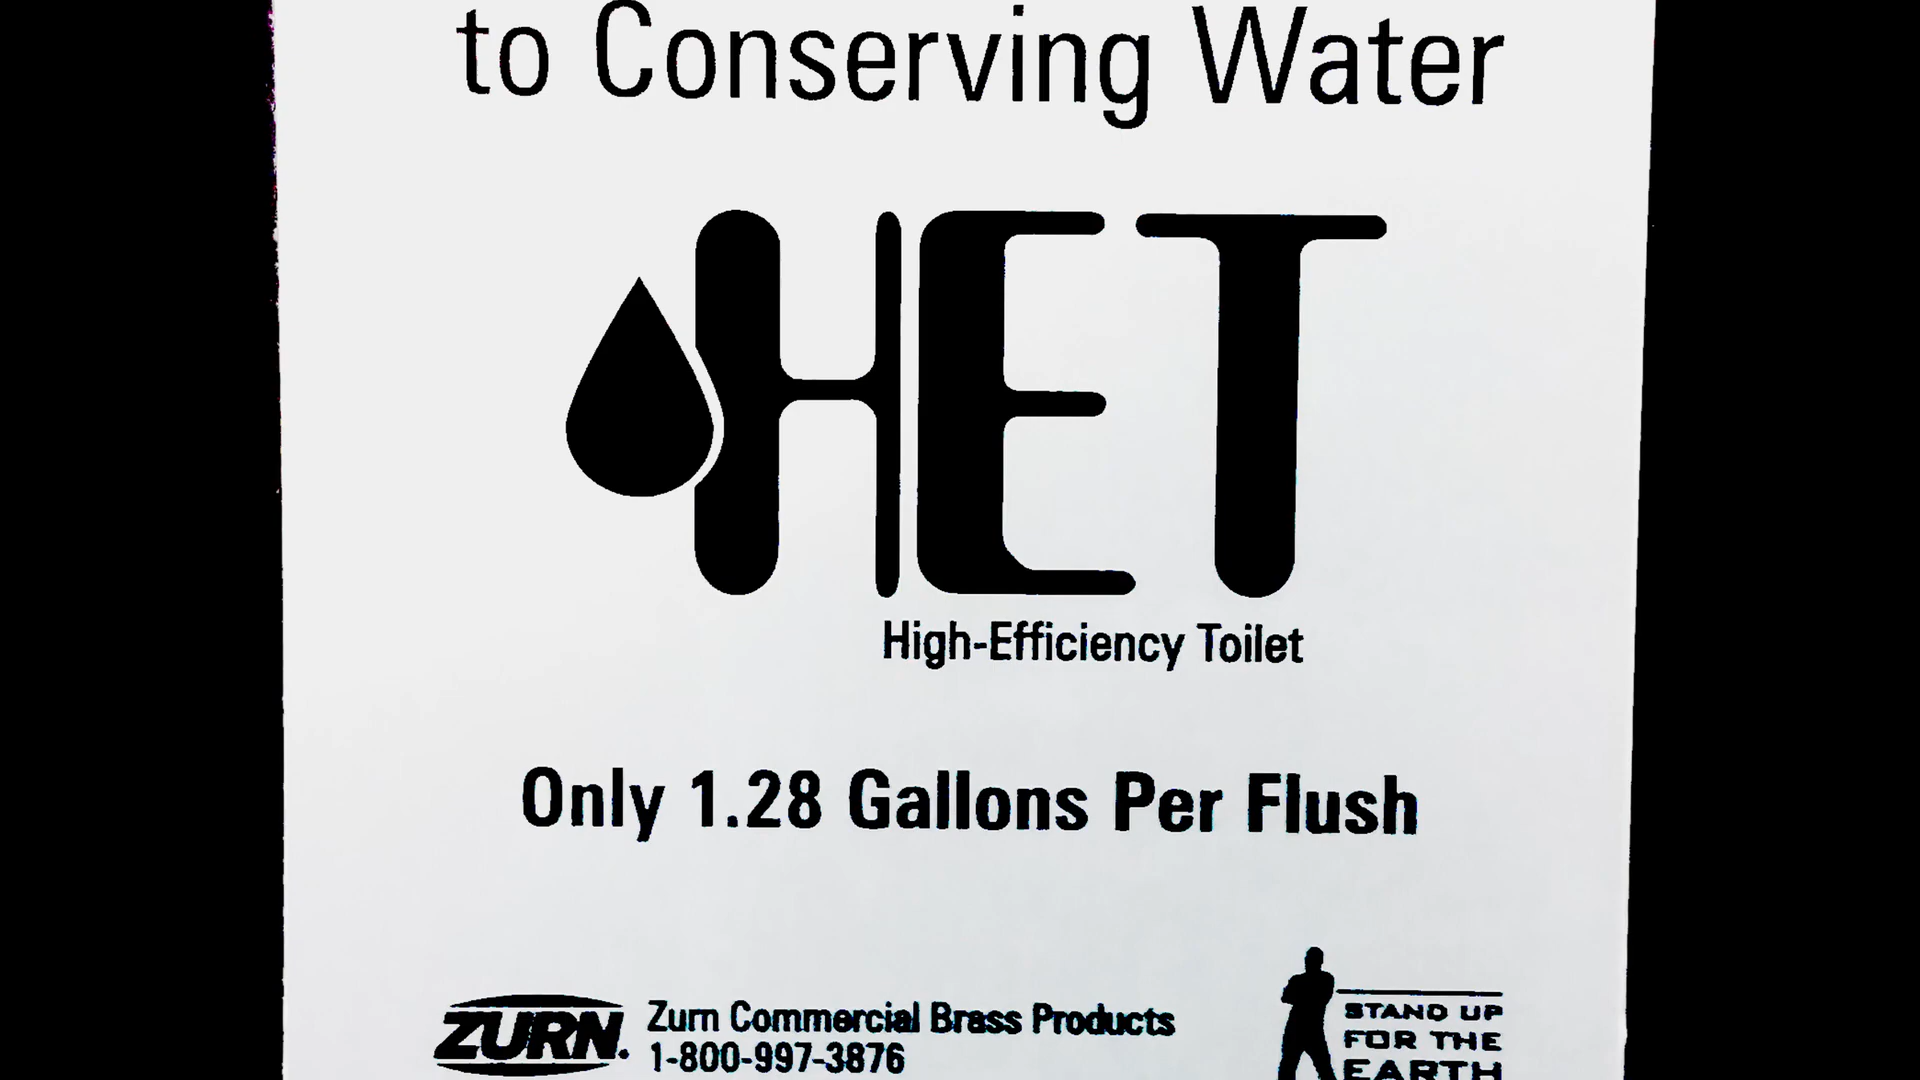 to Conserving Water
HET
High-Efficiency Toilet
Only 1.28 Gallons Per Flush
ZURN.
Zurn Commercial Brass Products
1-800-997-3876
STAND UP
FOR THE
EARTH